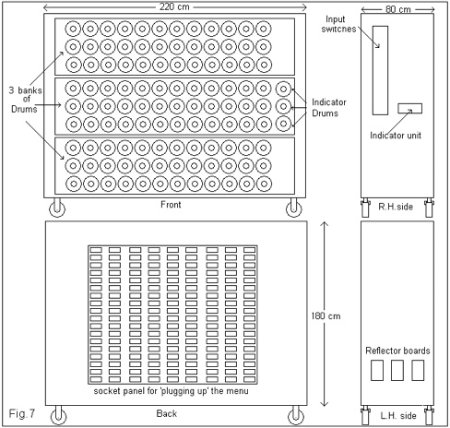 220 cm
80 cm
Input
switches
3 banks
of
Drums
Indicator
Drums
Indicator unit
Front
R.H. side
180 cm
Reflector boards
socket panel for 'plugging up' the menu
Fig.7
Back
L.H. side